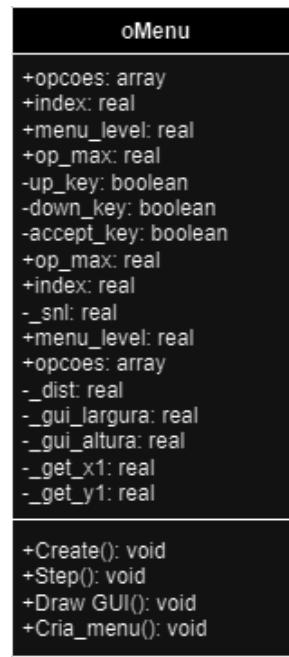 oMenu
+opcoes: array
+index: real
+menu_level: real
+op_max: real
-up_key: boolean
-down_key: boolean
-accept_key: boolean
+op_max: real
+index: real
-_snl: real
+menu_level: real
+opcoes: array
-_dist: real
-_gui_largura: real
-_gui_altura: real
-_get_x1: real
-_get_y1: real
+Create(): void
+Step(): void
+Draw GUI(): void
+Cria_menu(): void